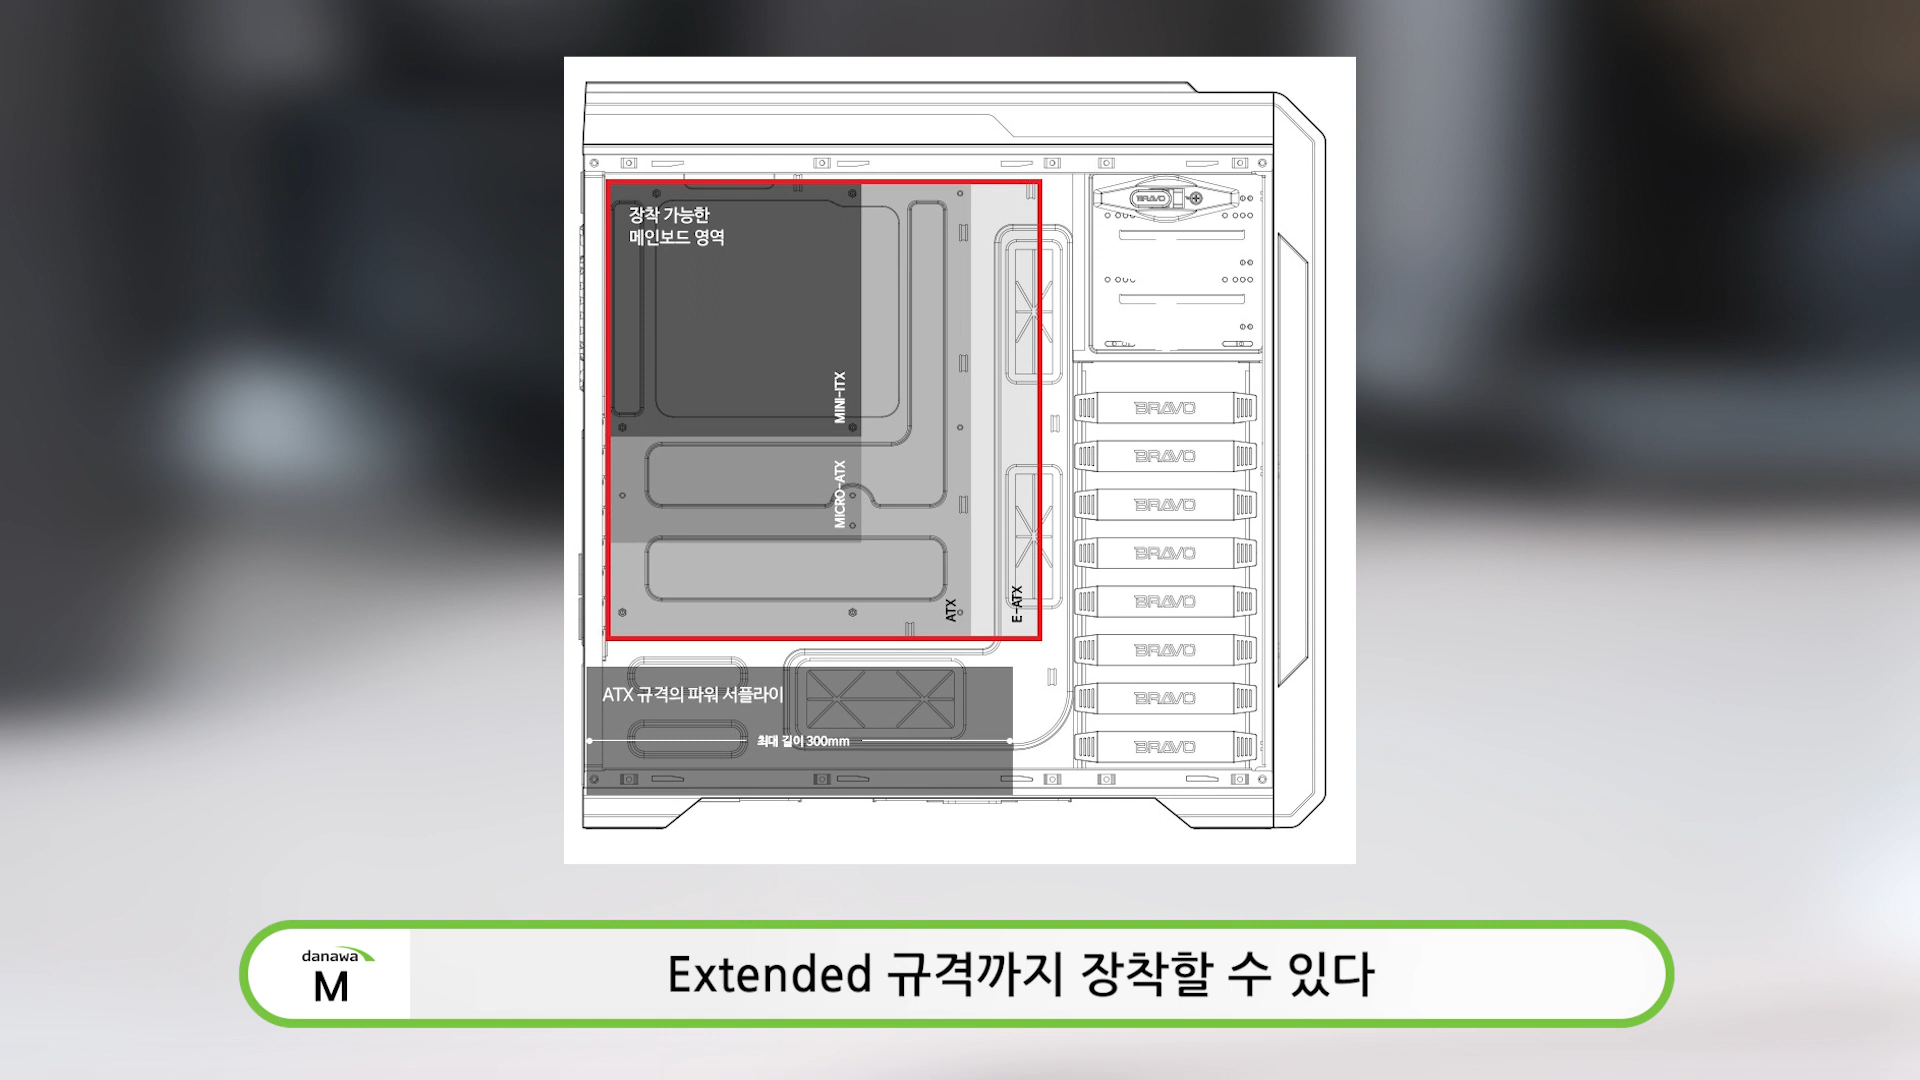 장착 가능한
메인보드 영역
BRAVO
MINI-ITX
MICRO-ATX
ATX
E-ATX
BRAVO
BRAVO
BRAVO
BRAVO
BRAVO
BRAVO
BRAVO
BRAVO
ATX 규격의 파워 서플라이
최대 길이 300mm
danawa
M
Extended 규격까지 장착할 수 있다